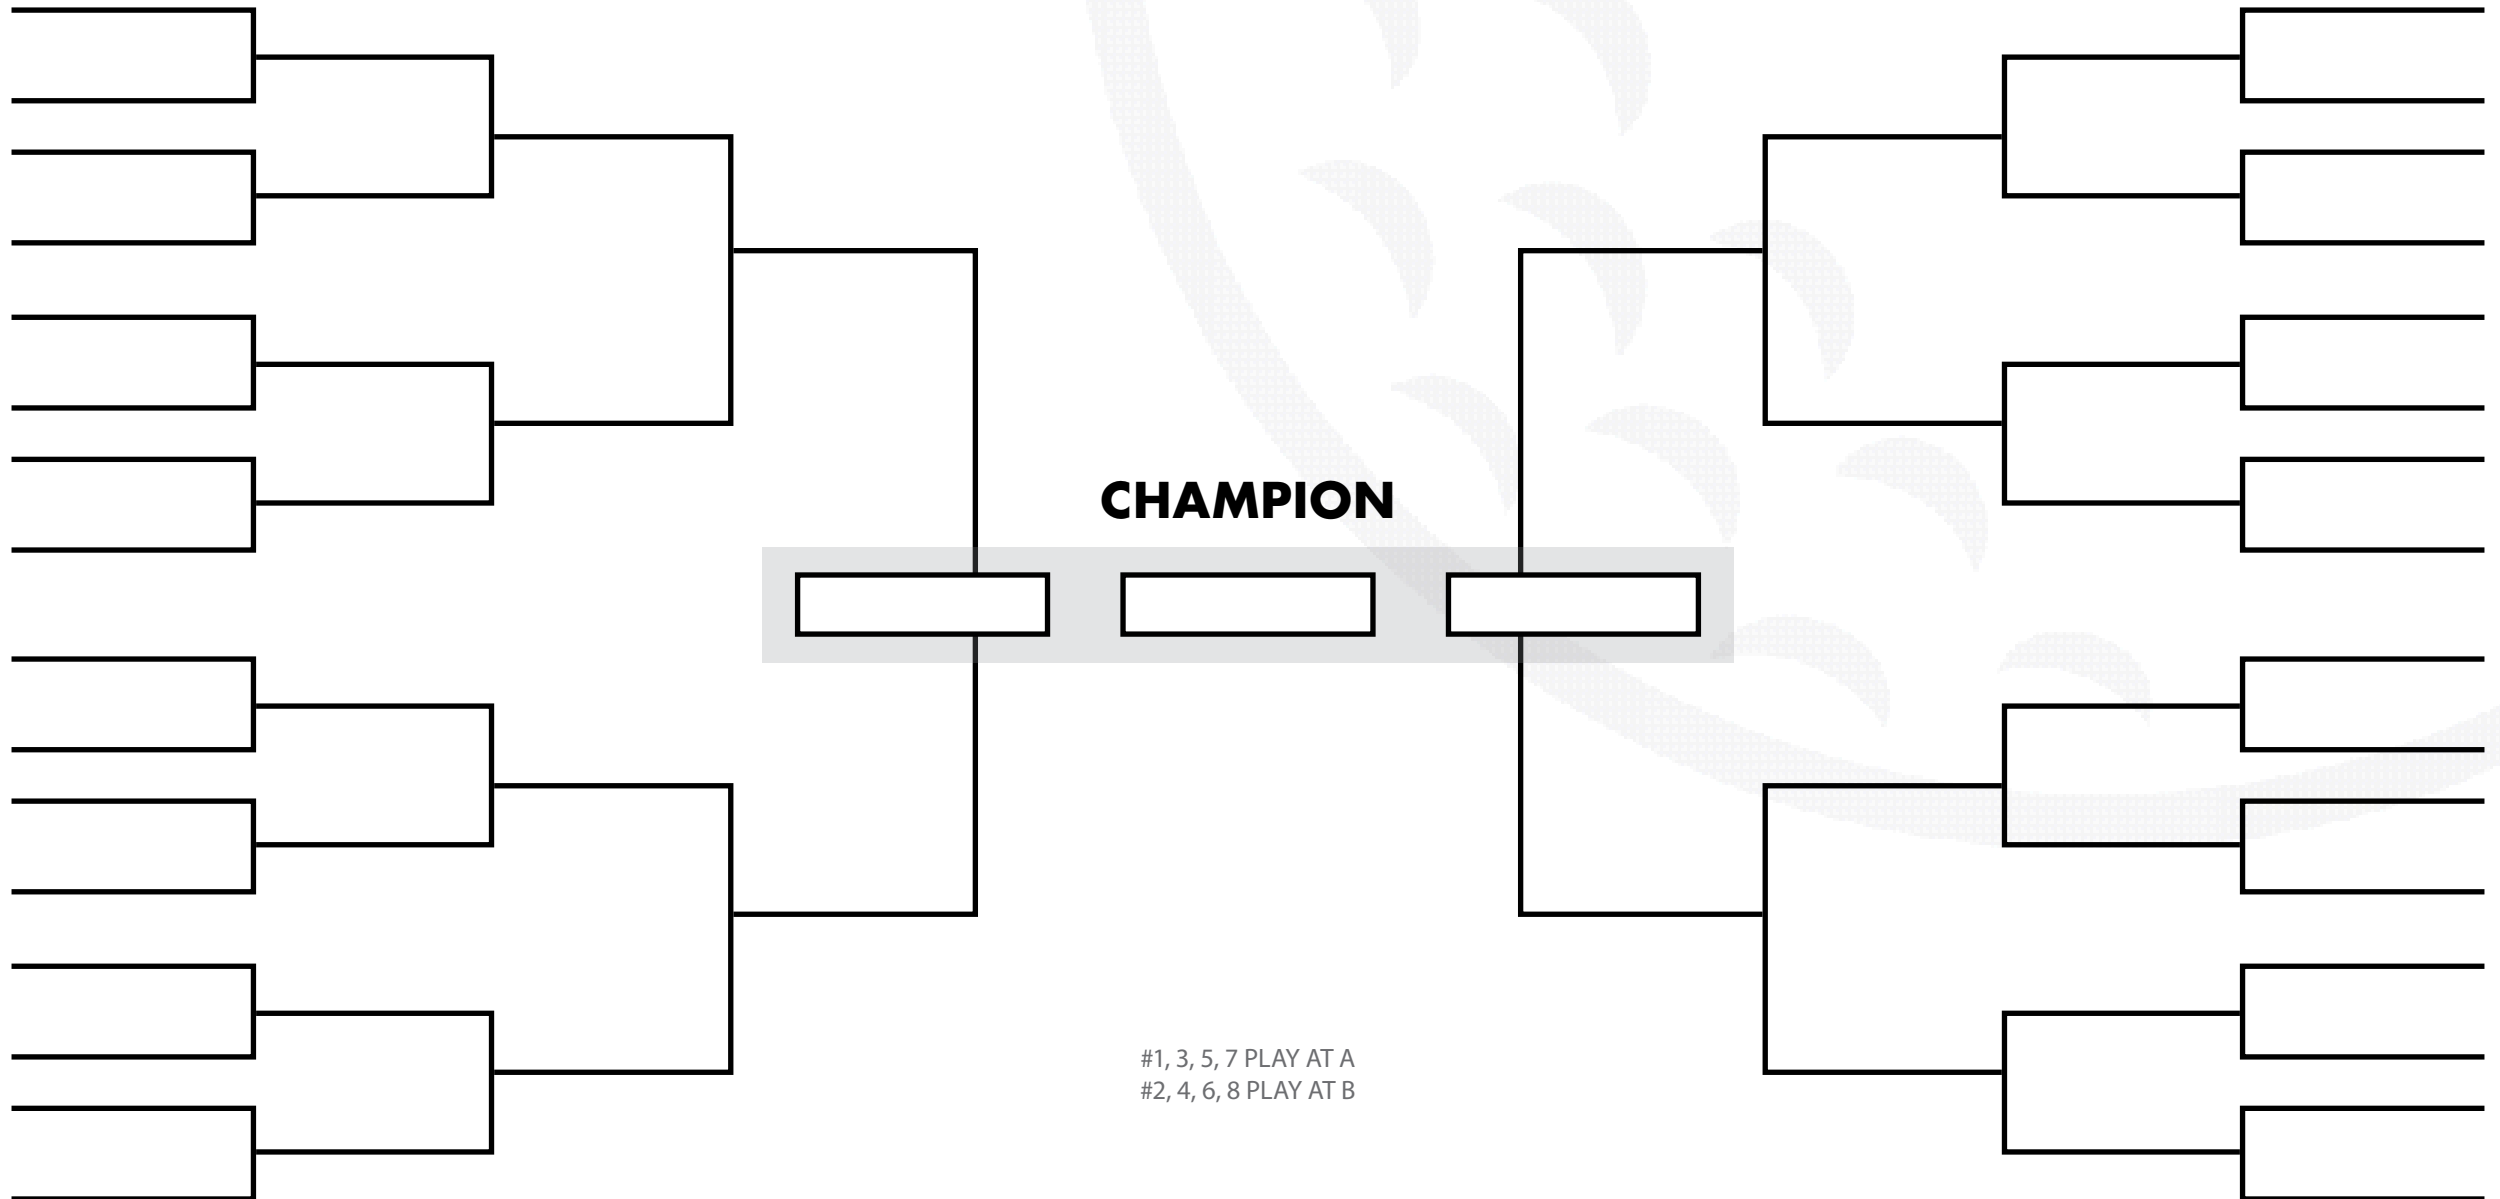 CHAMPION
#1, 3, 5, 7 PLAY AT A
#2, 4, 6, 8 PLAY AT B